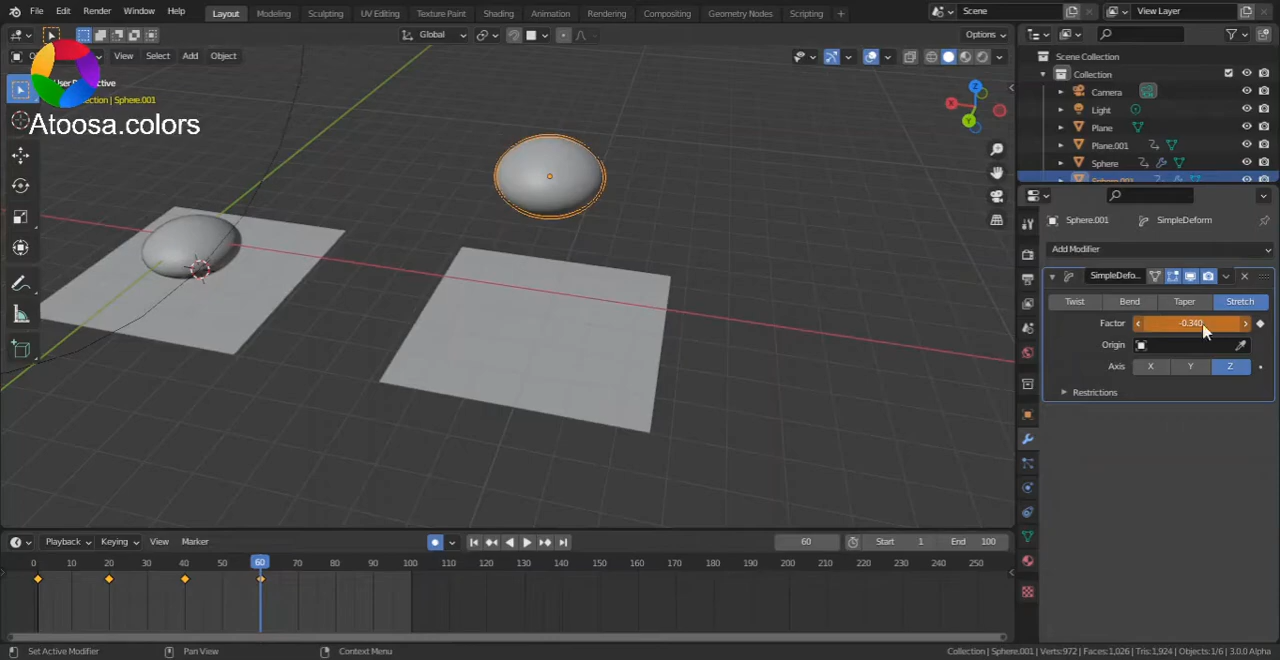 File Edit Render Window Help Layout Modeling Sculpting UV Editing Texture Paint Shading Animation Rendering Compositing Geometry Nodes Scripting + Scene View Layer
Global Options
View Select Add Object
Collection | Sphere.001
Atoosa.colors
Z
X
Y
Scene Collection
Collection
Camera
Light
Plane
Plane.001
Sphere
Sphere.001
Sphere.001 SimpleDeform
Add Modifier
SimpleDefo...
Twist Bend Taper Stretch
Factor -0.340
Origin
Axis X Y Z
Restrictions
Playback Keying View Marker 60 Start 1 End 100
0 10 20 30 40 50 60 70 80 90 100 110 120 130 140 150 160 170 180 190 200 210 220 230 240 250
Set Active Modifier Pan View Context Menu Collection | Sphere.001 | Verts:972 | Faces:1,026 | Tris:1,924 | Objects:1/6 | 3.0.0 Alpha